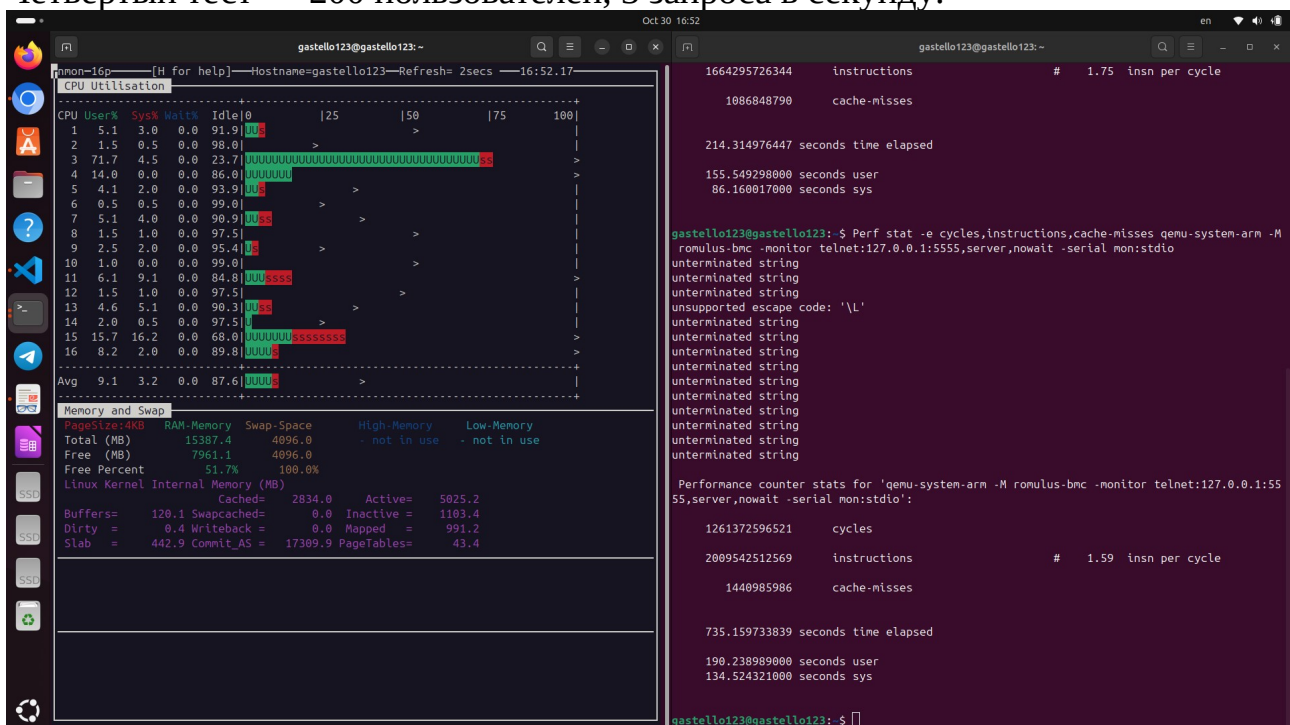 Четвертый тест — 200 пользователей, 3 запроса в секунду.
Oct 30 16:52
en
gastello123@gastello123: ~
nmon─16p─────[H for help]───Hostname=gastello123───Refresh= 2secs ───16:52.17─
CPU Utilisation
CPU User% Sys% Wait% Idle|0 |25 |50 |75 100|
1 5.1 3.0 0.0 91.9|UUs >
2 1.5 0.5 0.0 98.0| >
3 71.7 4.5 0.0 23.7|UUUUUUUUUUUUUUUUUUUUUUUUUUUUUUUUUUUss >
4 14.0 0.0 0.0 86.0|UUUUUUU >
5 4.1 2.0 0.0 93.9|UUs >
6 0.5 0.5 0.0 99.0| >
7 5.1 4.0 0.0 90.9|UUss >
8 1.5 1.0 0.0 97.5| >
9 2.5 2.0 0.0 95.4|Us >
10 1.0 0.0 0.0 99.0| >
11 6.1 9.1 0.0 84.8|UUUssss >
12 1.5 1.0 0.0 97.5| >
13 4.6 5.1 0.0 90.3|UUss >
14 2.0 0.5 0.0 97.5|U >
15 15.7 16.2 0.0 68.0|UUUUUUUssssssss >
16 8.2 2.0 0.0 89.8|UUUUs >
Avg 9.1 3.2 0.0 87.6|UUUUs >
Memory and Swap
PageSize:4KB RAM-Memory Swap-Space High-Memory Low-Memory
Total (MB) 15387.4 4096.0 - not in use - not in use
Free (MB) 7961.1 4096.0
Free Percent 51.7% 100.0%
Linux Kernel Internal Memory (MB)
Cached= 2834.0 Active= 5025.2
Buffers= 120.1 Swapcached= 0.0 Inactive = 1103.4
Dirty = 0.4 Writeback = 0.0 Mapped = 991.2
Slab = 442.9 Commit_AS = 17309.9 PageTables= 43.4
gastello123@gastello123: ~
1664295726344 instructions # 1.75 insn per cycle
1086848790 cache-misses
214.314976447 seconds time elapsed
155.549298000 seconds user
86.160017000 seconds sys
gastello123@gastello123:~$ Perf stat -e cycles,instructions,cache-misses qemu-system-arm -M
romulus-bmc -monitor telnet:127.0.0.1:5555,server,nowait -serial mon:stdio
unterminated string
unterminated string
unterminated string
unsupported escape code: '\L'
unterminated string
unterminated string
unterminated string
unterminated string
unterminated string
unterminated string
unterminated string
unterminated string
unterminated string
unterminated string
Performance counter stats for 'qemu-system-arm -M romulus-bmc -monitor telnet:127.0.0.1:55
55,server,nowait -serial mon:stdio':
1261372596521 cycles
2009542512569 instructions # 1.59 insn per cycle
1440985986 cache-misses
735.159733839 seconds time elapsed
190.238989000 seconds user
134.524321000 seconds sys
gastello123@gastello123:~$
SSD
SSD
SSD